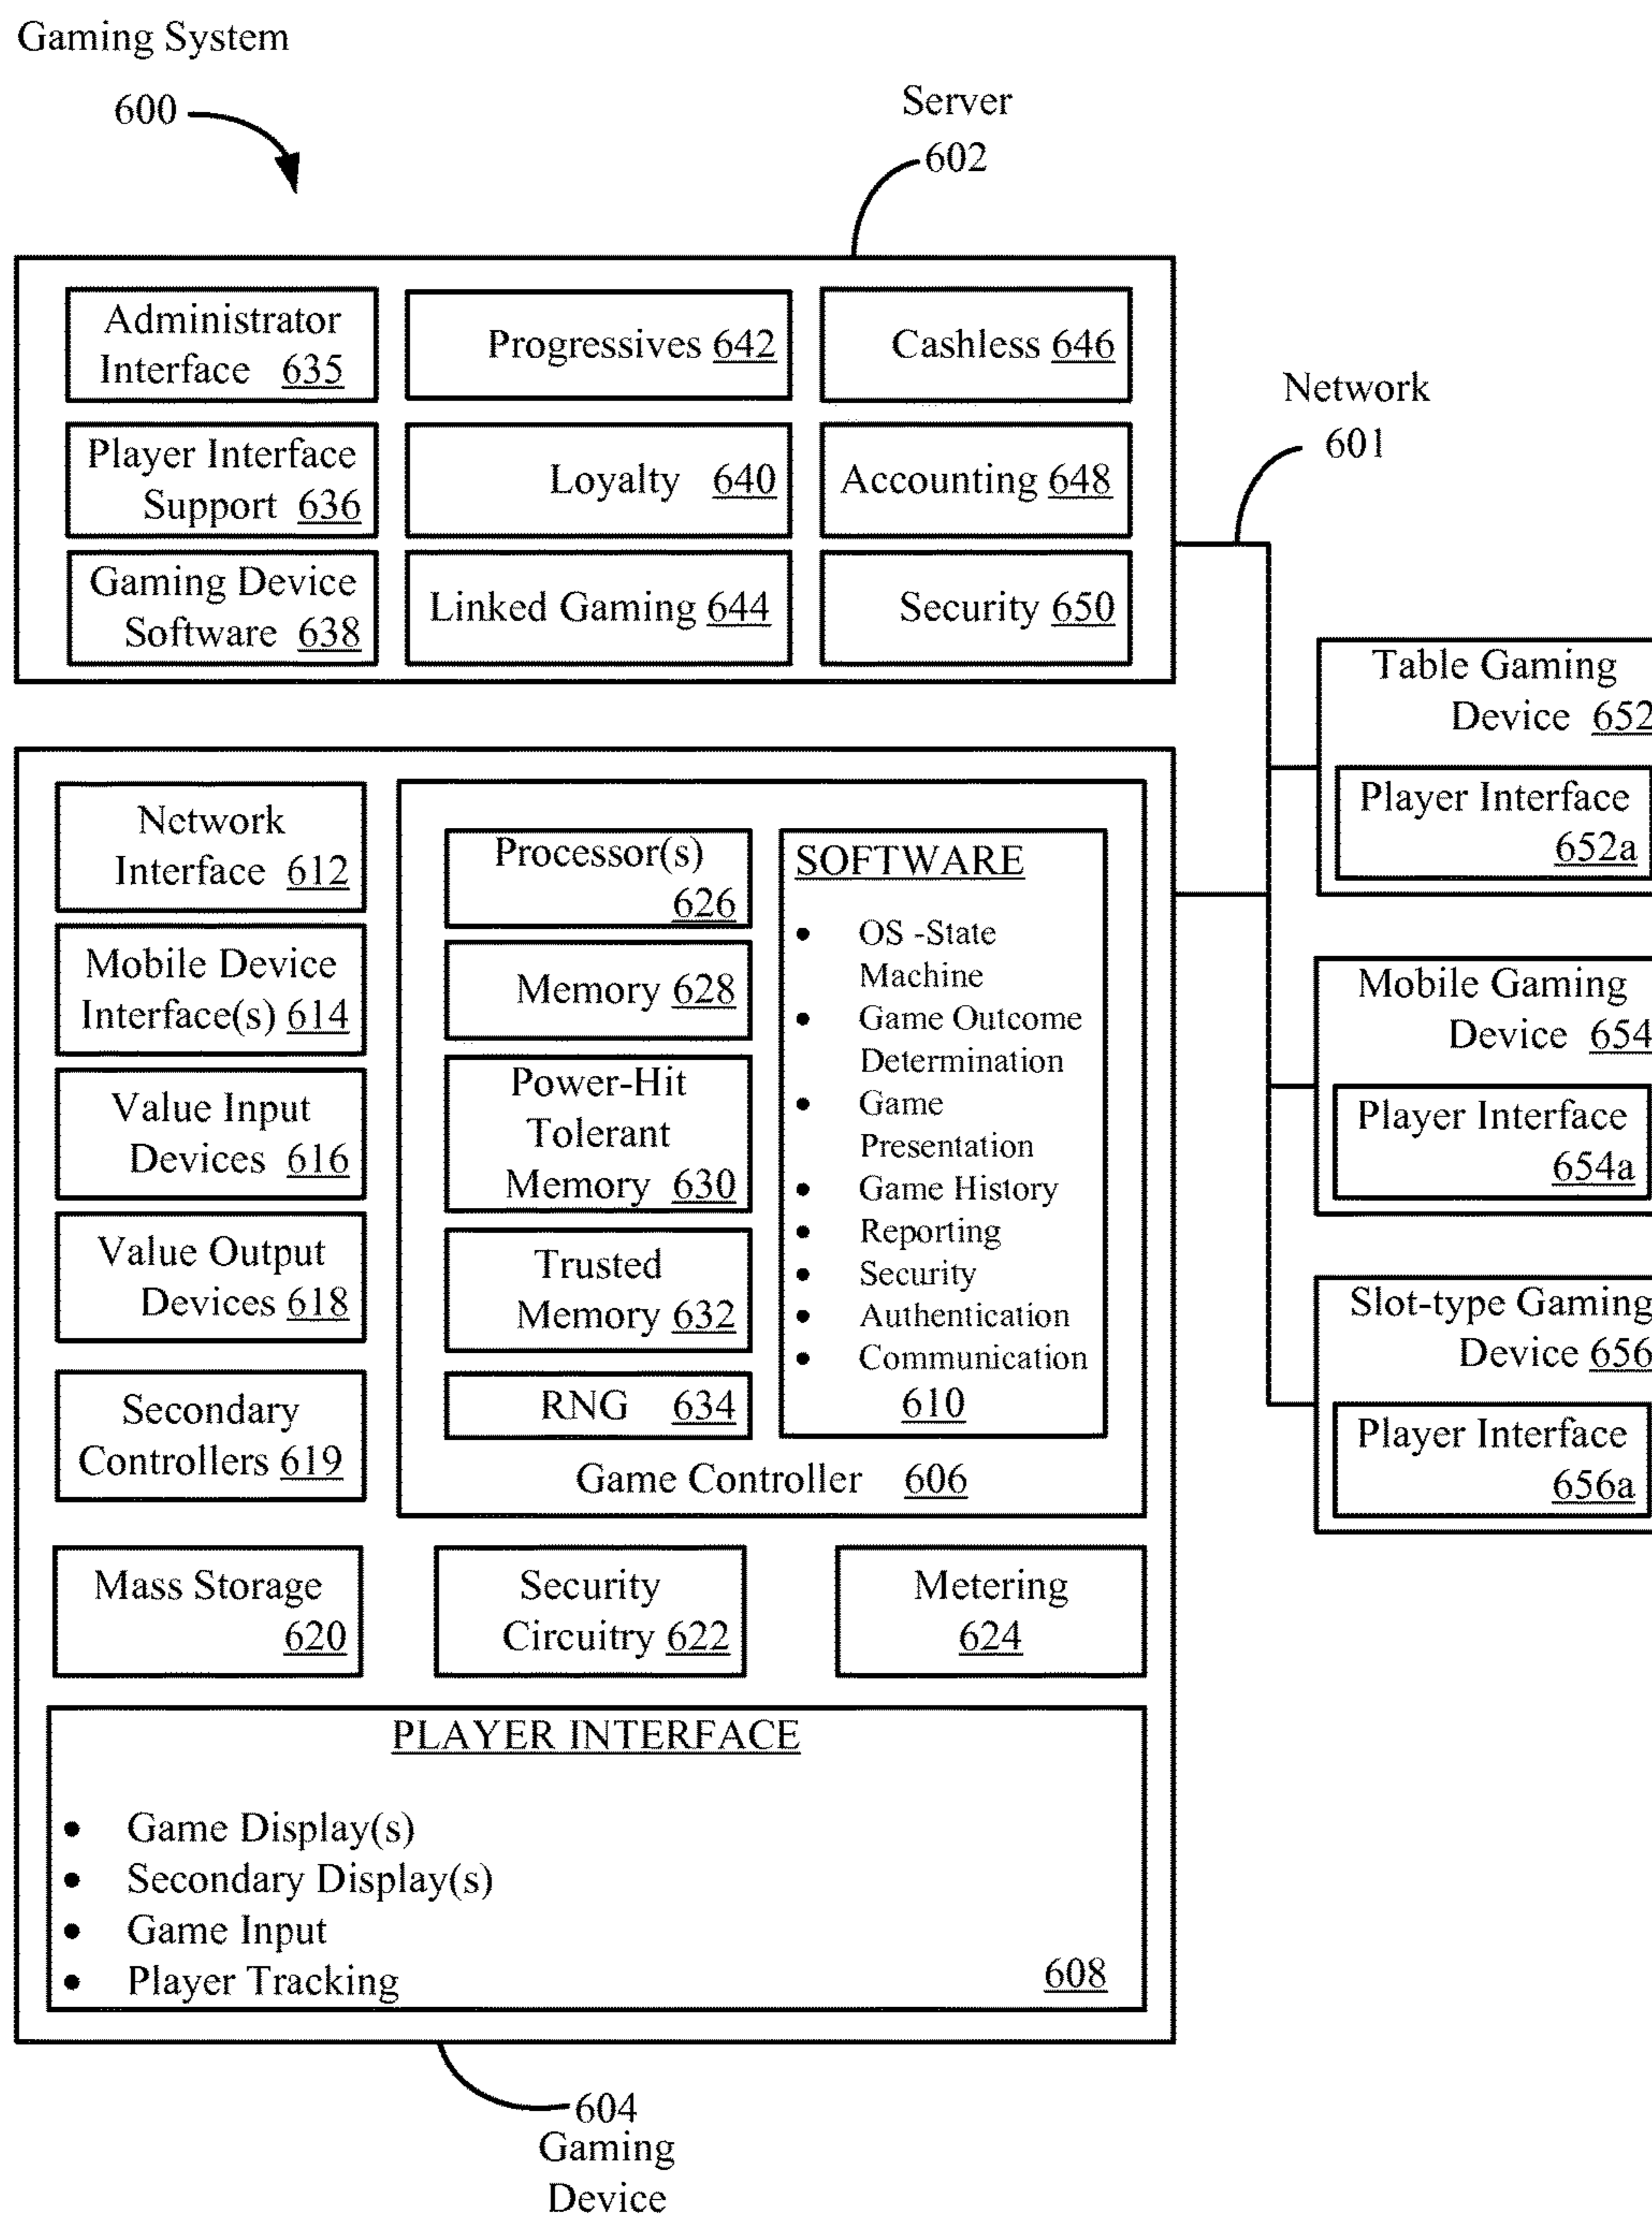 Gaming System
600
Server
602
Administrator
Interface 635
Progressives 642
Cashless 646
Player Interface
Support 636
Loyalty 640
Accounting 648
Gaming Device
Software 638
Linked Gaming 644
Security 650
Network
601
Table Gaming
Device 652
Player Interface
652a
Mobile Gaming
Device 654
Player Interface
654a
Slot-type Gaming
Device 656
Player Interface
656a
Network
Interface 612
Mobile Device
Interface(s) 614
Value Input
Devices 616
Value Output
Devices 618
Secondary
Controllers 619
Processor(s)
626
Memory 628
Power-Hit
Tolerant
Memory 630
Trusted
Memory 632
RNG 634
SOFTWARE
• OS -State
Machine
• Game Outcome
Determination
• Game
Presentation
• Game History
• Reporting
• Security
• Authentication
• Communication
610
Game Controller 606
Mass Storage
620
Security
Circuitry 622
Metering
624
PLAYER INTERFACE
• Game Display(s)
• Secondary Display(s)
• Game Input
• Player Tracking
608
604
Gaming
Device